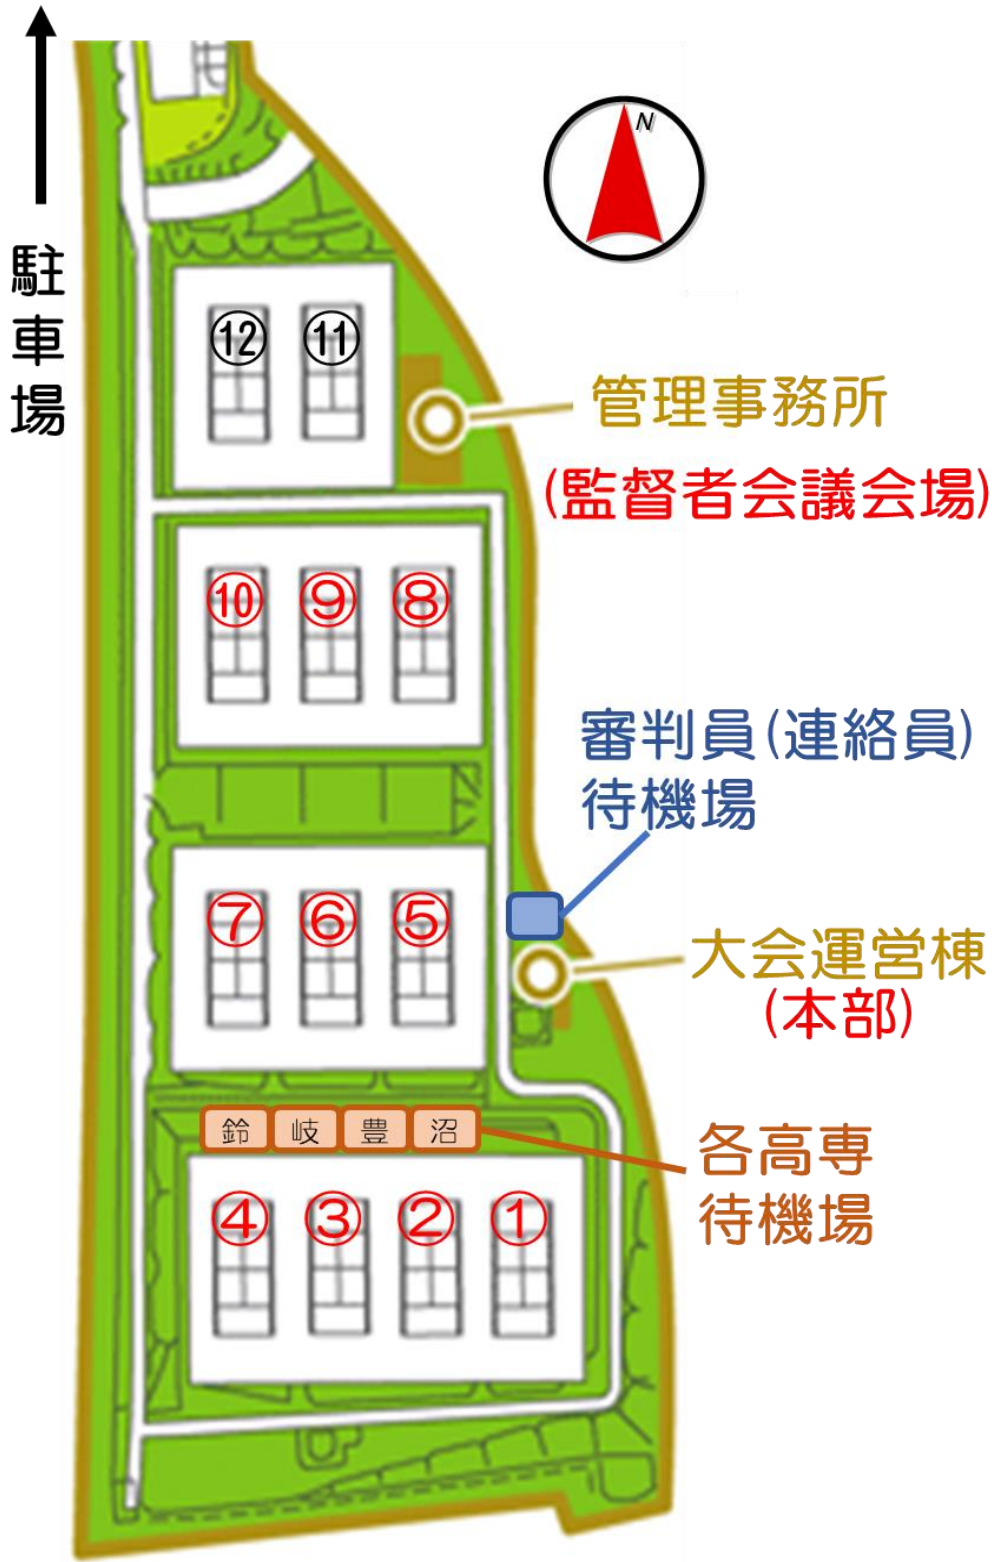 N
駐車場
⑫ ⑪
管理事務所
(監督者会議会場)
⑩ ⑨ ⑧
審判員(連絡員)
待機場
⑦ ⑥ ⑤
大会運営棟
(本部)
鈴 岐 豊 沼
各高専
待機場
④ ③ ② ①